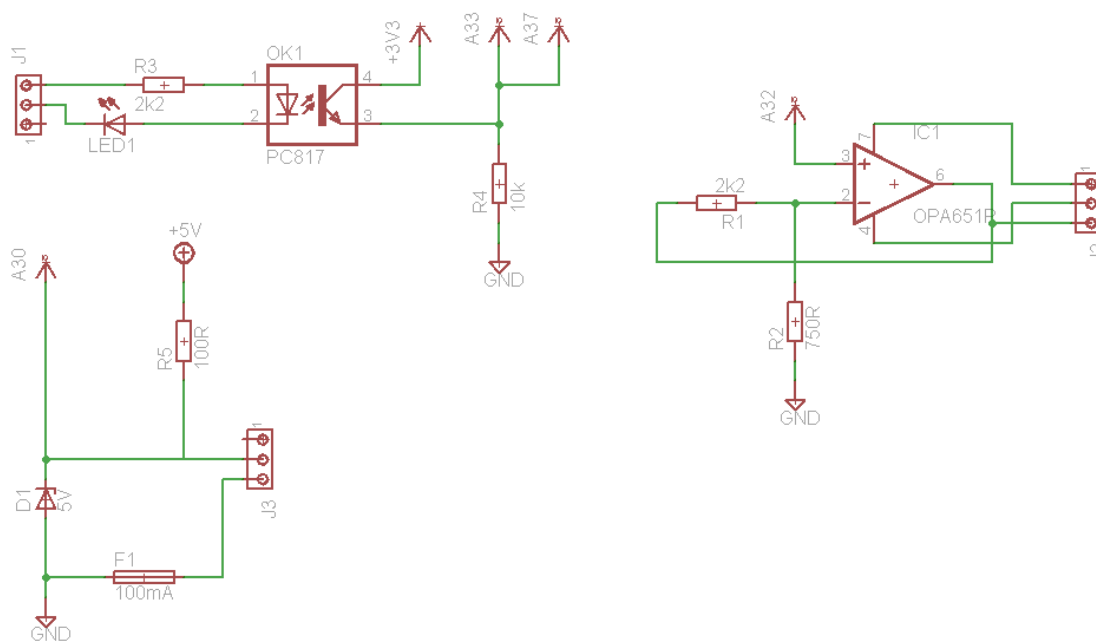 J1
1
R3
2k2
LED1
OK1
1
2
4
3
PC817
+3V3
A33
A37
R4
10k
GND
A32
3
2
7
4
6
IC1
OPA651P
2k2
R1
R2
750R
GND
1
A30
+5V
R5
100R
1
J3
D1
5V
F1
100mA
GND